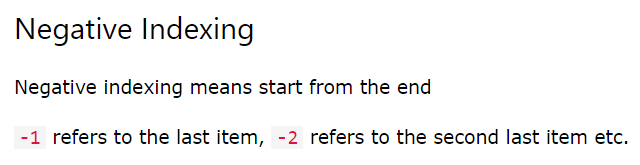 Negative Indexing
Negative indexing means start from the end
-1 refers to the last item, -2 refers to the second last item etc.